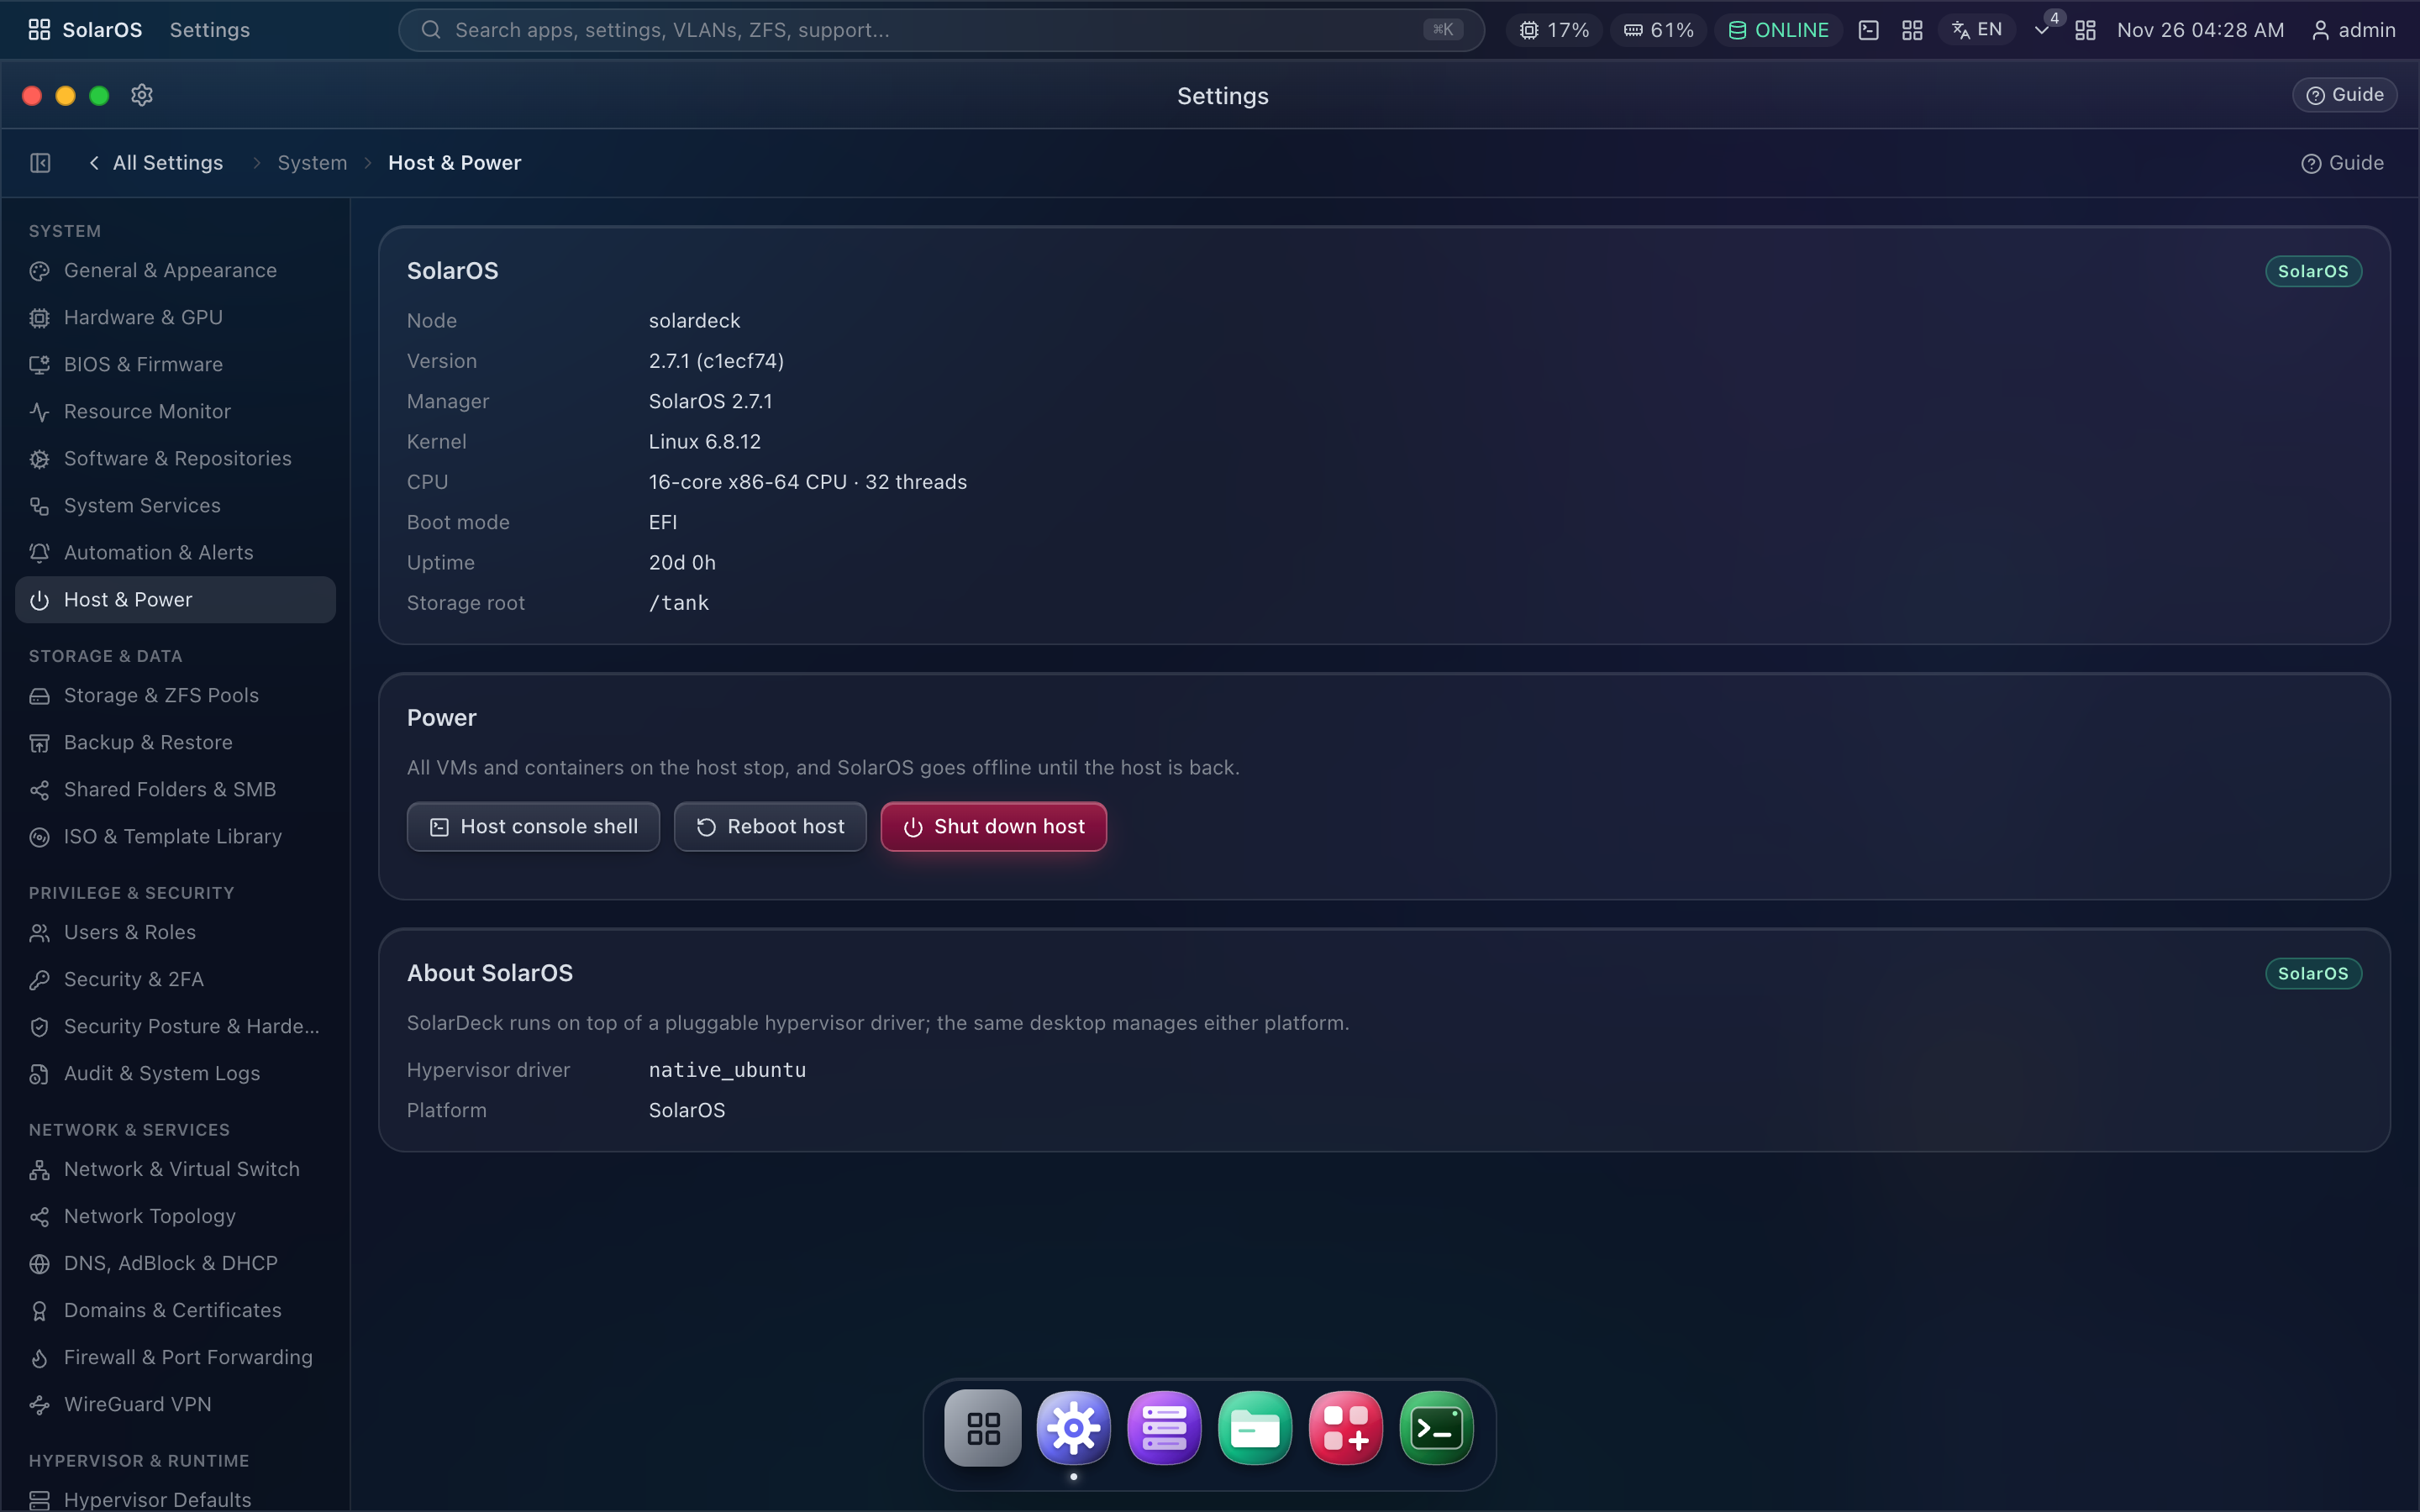 SolarOS Settings Search apps, settings, VLANs, ZFS, support... ⌘K 17% 61% ONLINE EN 4 Nov 26 04:28 AM admin
Settings Guide
All Settings System Host & Power Guide
SYSTEM
General & Appearance
Hardware & GPU
BIOS & Firmware
Resource Monitor
Software & Repositories
System Services
Automation & Alerts
Host & Power
STORAGE & DATA
Storage & ZFS Pools
Backup & Restore
Shared Folders & SMB
ISO & Template Library
PRIVILEGE & SECURITY
Users & Roles
Security & 2FA
Security Posture & Harde...
Audit & System Logs
NETWORK & SERVICES
Network & Virtual Switch
Network Topology
DNS, AdBlock & DHCP
Domains & Certificates
Firewall & Port Forwarding
WireGuard VPN
HYPERVISOR & RUNTIME
Hypervisor Defaults
SolarOS SolarOS
Node solardeck
Version 2.7.1 (c1ecf74)
Manager SolarOS 2.7.1
Kernel Linux 6.8.12
CPU 16-core x86-64 CPU · 32 threads
Boot mode EFI
Uptime 20d 0h
Storage root /tank
Power
All VMs and containers on the host stop, and SolarOS goes offline until the host is back.
Host console shell Reboot host Shut down host
About SolarOS SolarOS
SolarDeck runs on top of a pluggable hypervisor driver; the same desktop manages either platform.
Hypervisor driver native_ubuntu
Platform SolarOS